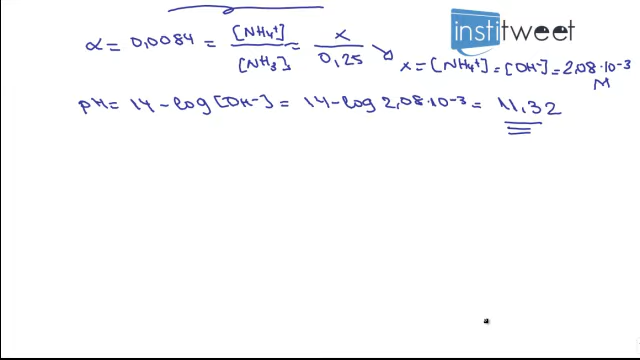 institweet
α = 0,0084 = [NH4+] / [NH3] = x / 0,25
x = [NH4+] = [OH-] = 2,08·10-3 M
pH = 14 - log [OH-] = 14 - log 2,08·10-3 = 11,32